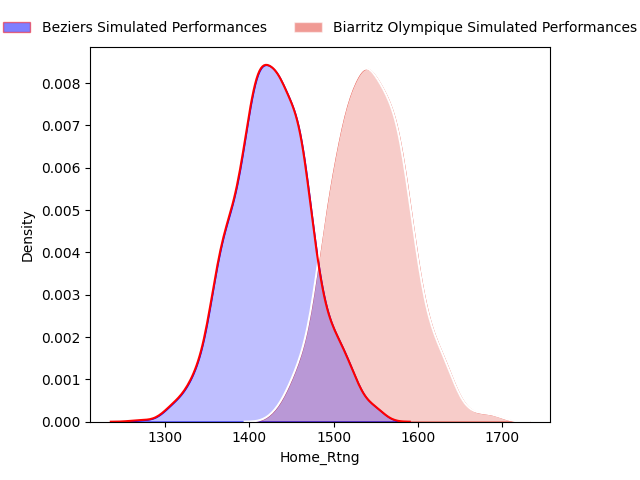 Beziers Simulated Performances Biarritz Olympique Simulated Performances
0.008
0.007
0.006
0.005
0.004
0.003
0.002
0.001
0.000
Density
1300 1400 1500 1600 1700
Home_Rtng